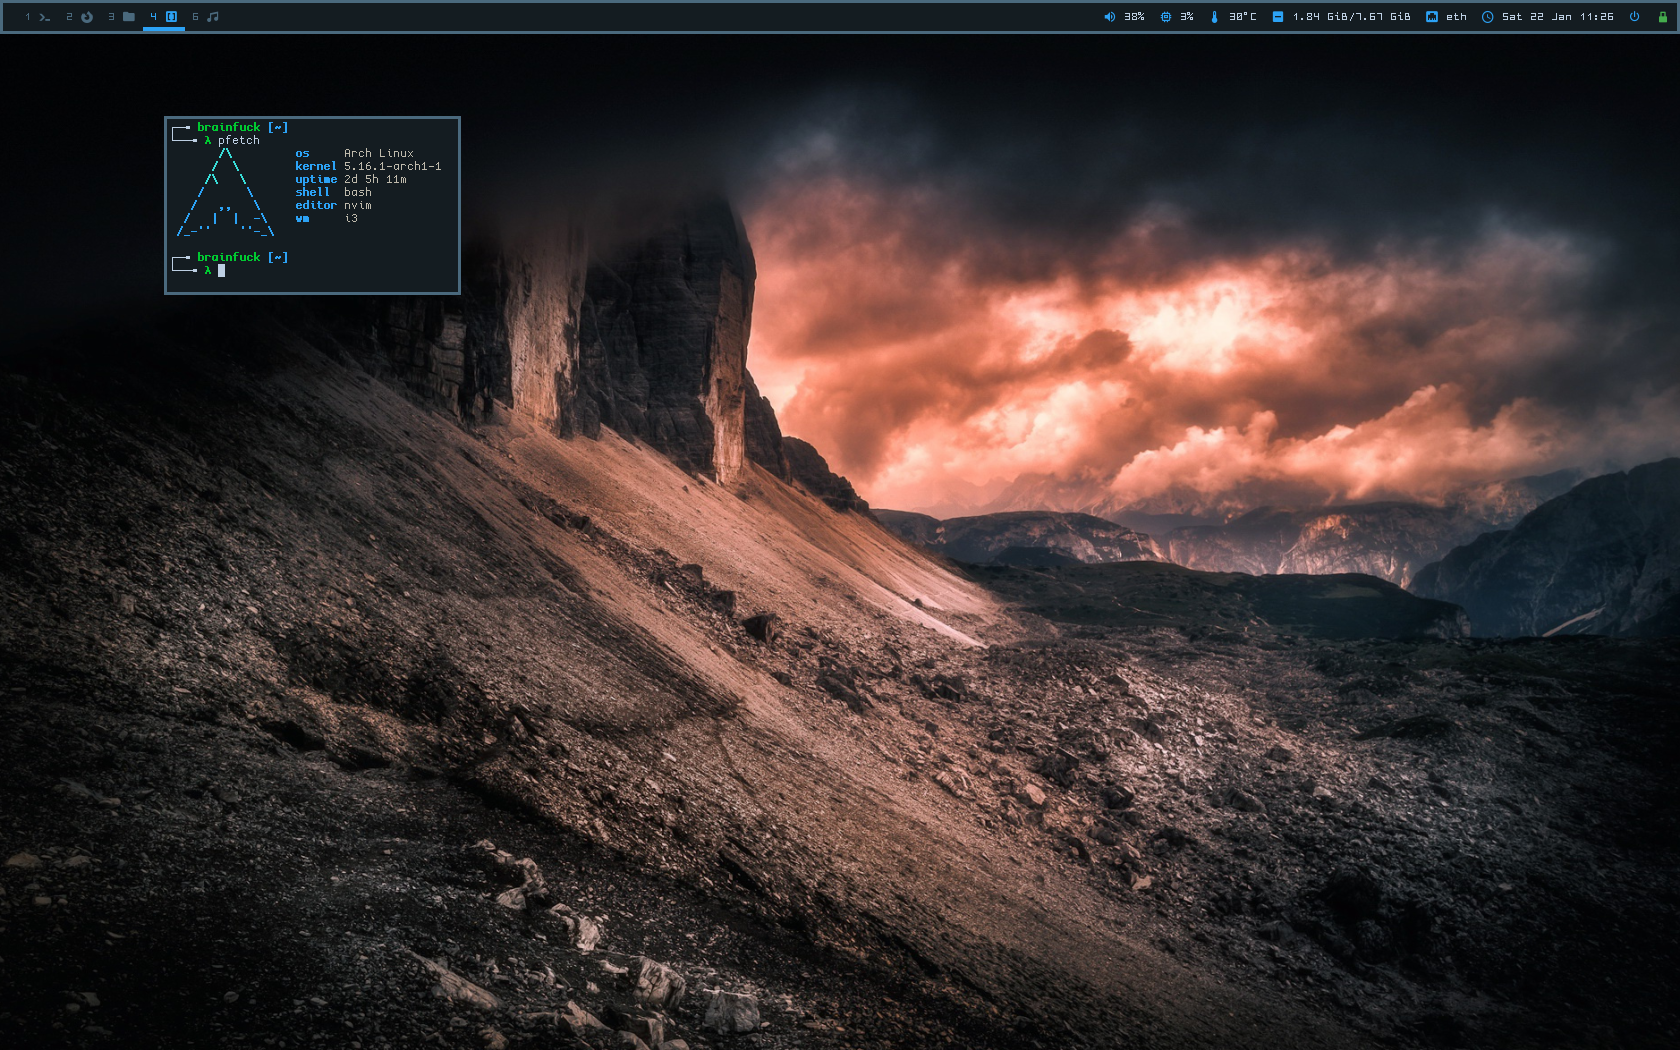 1 2 3 4 6 38% 3% 30°C 1.84 GiB/7.67 GiB eth Sat 22 Jan 11:26
brainfuck [~]
λ pfetch
os Arch Linux
kernel 5.16.1-arch1-1
uptime 2d 5h 11m
shell bash
editor nvim
wm i3
brainfuck [~]
λ